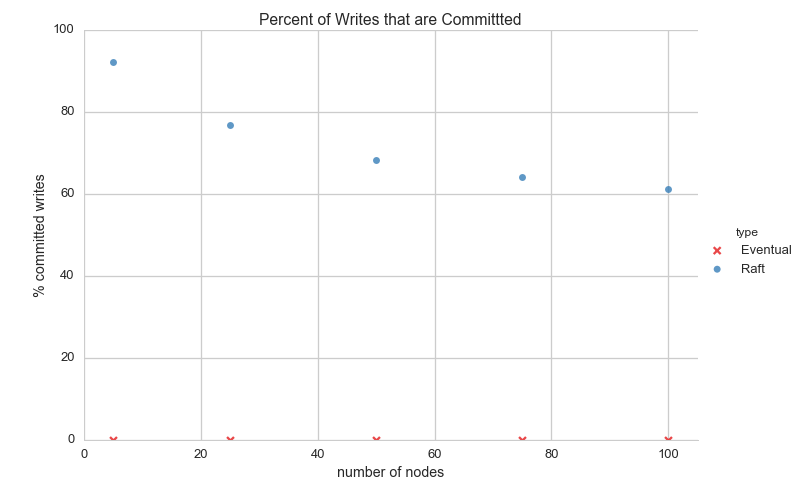 Percent of Writes that are Committted
100
80
60
40
20
0
% committed writes
0 20 40 60 80 100
number of nodes
type
Eventual
Raft